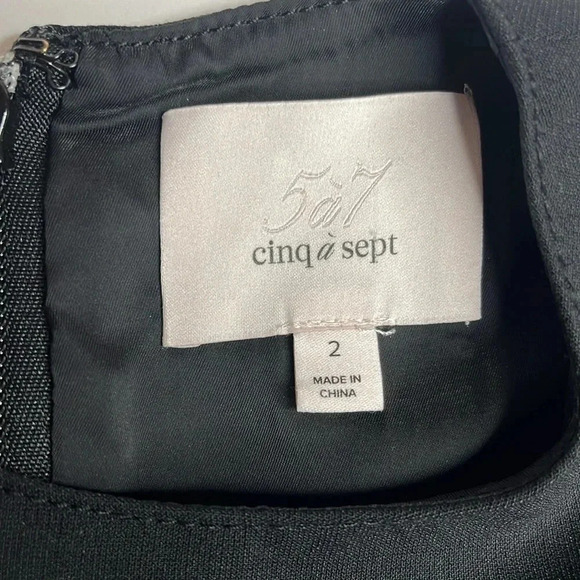 5à7
cinq à sept
2
MADE IN
CHINA